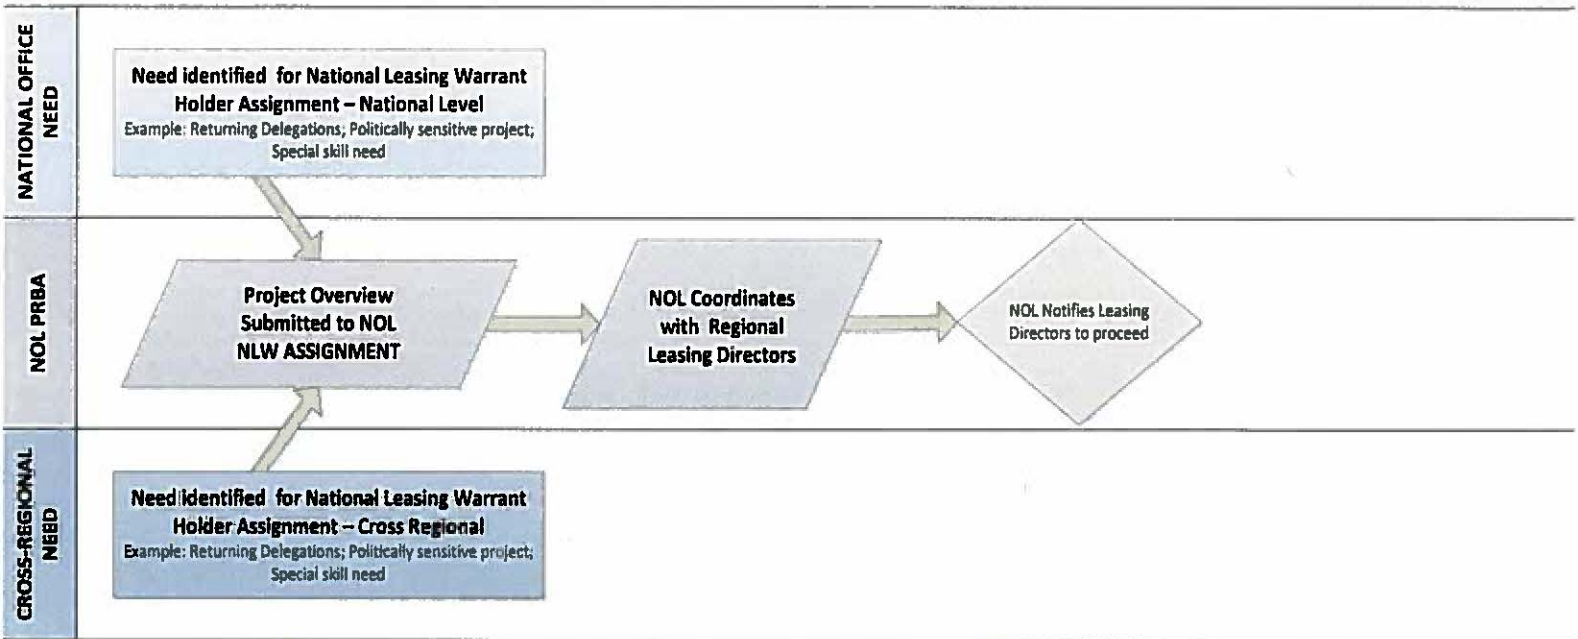 NATIONAL OFFICE
NEED
Need identified for National Leasing Warrant
Holder Assignment – National Level
Example: Returning Delegations; Politically sensitive project;
Special skill need
NOL PRBA
Project Overview
Submitted to NOL
NLW ASSIGNMENT
NOL Coordinates
with Regional
Leasing Directors
NOL Notifies Leasing
Directors to proceed
CROSS-REGIONAL
NEED
Need identified for National Leasing Warrant
Holder Assignment – Cross Regional
Example: Returning Delegations; Politically sensitive project;
Special skill need